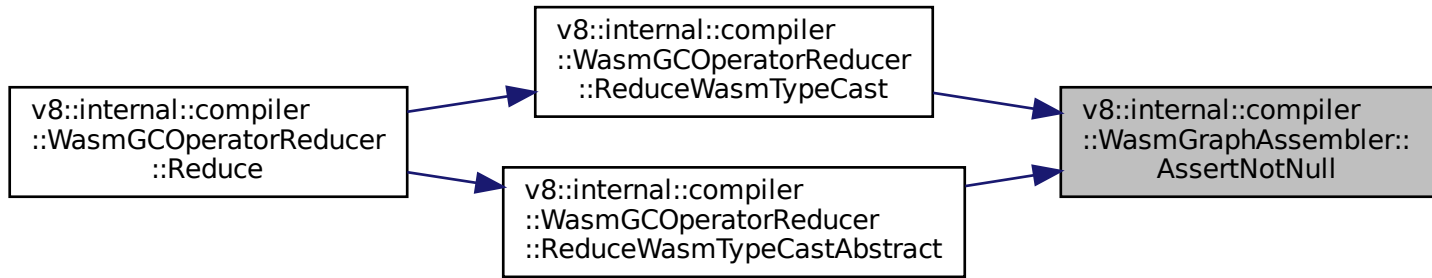 v8::internal::compiler
::WasmGCOperatorReducer
::Reduce
v8::internal::compiler
::WasmGCOperatorReducer
::ReduceWasmTypeCast
v8::internal::compiler
::WasmGCOperatorReducer
::ReduceWasmTypeCastAbstract
v8::internal::compiler
::WasmGraphAssembler::
AssertNotNull